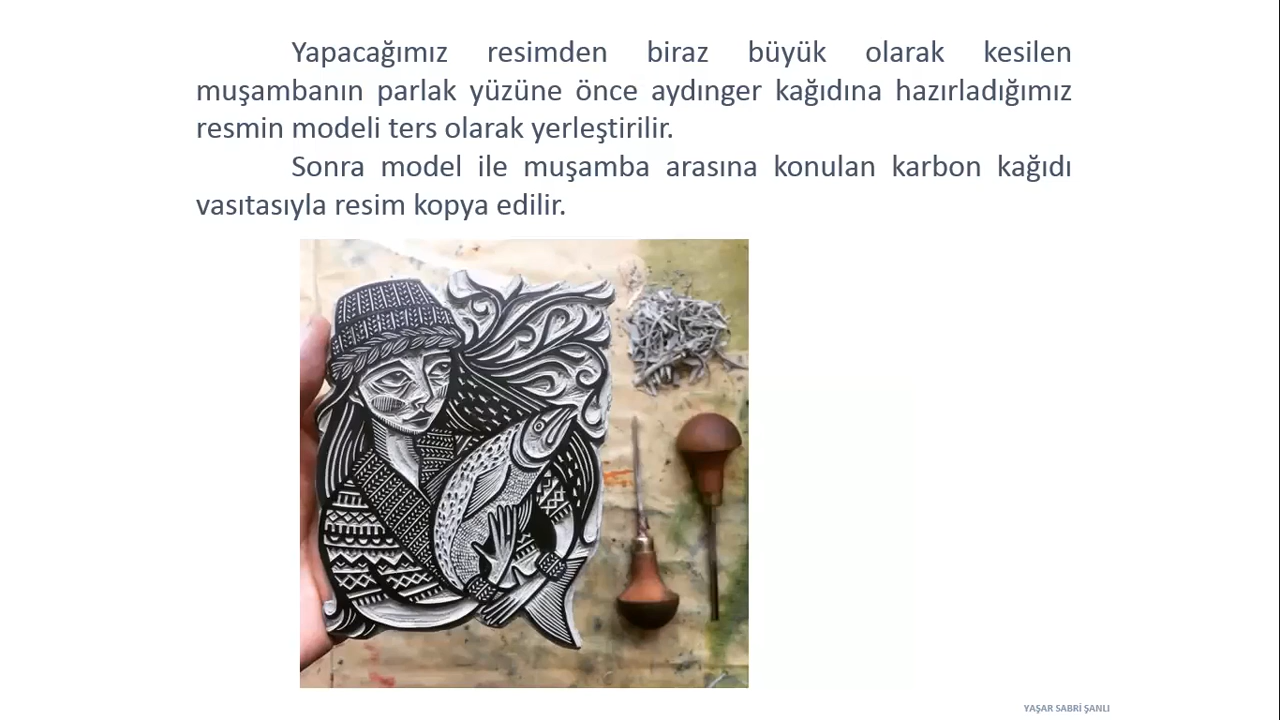 Yapacağımız resimden biraz büyük olarak kesilen
muşambanın parlak yüzüne önce aydınger kağıdına hazırladığımız
resmin modeli ters olarak yerleştirilir.
Sonra model ile muşamba arasına konulan karbon kağıdı
vasıtasıyla resim kopya edilir.
YAŞAR SABRİ ŞANLI